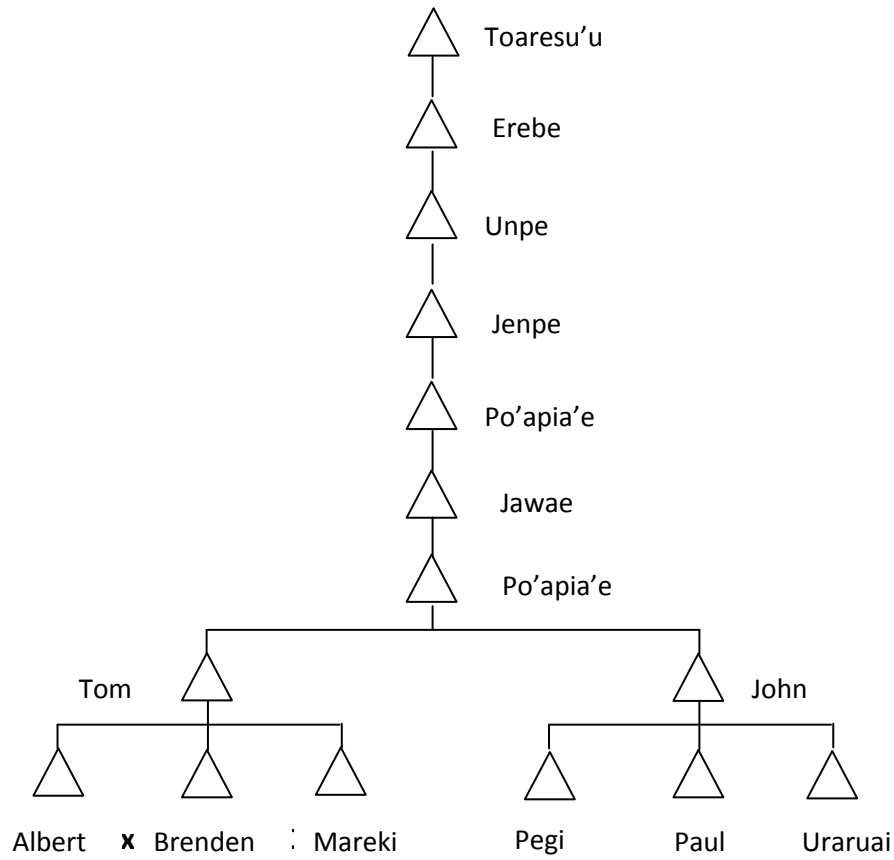 Toaresu’u
Erebe
Unpe
Jenpe
Po’apia’e
Jawae
Po’apia’e
Tom John
Albert x Brenden : Mareki Pegi Paul Uraruai